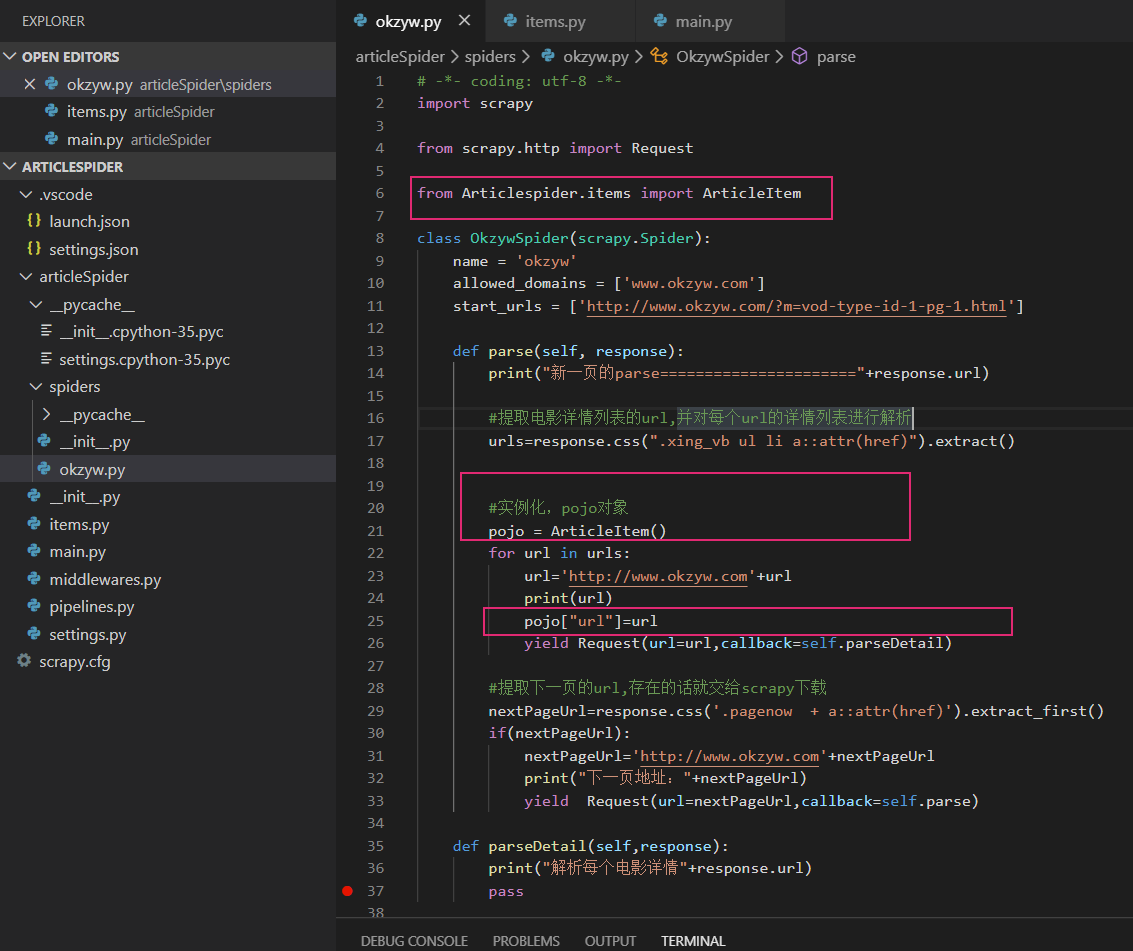 EXPLORER
OPEN EDITORS
okzyw.py articleSpider\spiders
items.py articleSpider
main.py articleSpider
ARTICLESPIDER
.vscode
{} launch.json
{} settings.json
articleSpider
__pycache__
__init__.cpython-35.pyc
settings.cpython-35.pyc
spiders
__pycache__
__init__.py
okzyw.py
__init__.py
items.py
main.py
middlewares.py
pipelines.py
settings.py
scrapy.cfg
okzyw.py items.py main.py
articleSpider > spiders > okzyw.py > OkzywSpider > parse
1 # -*- coding: utf-8 -*-
2 import scrapy
3
4 from scrapy.http import Request
5
6 from Articlespider.items import ArticleItem
7
8 class OkzywSpider(scrapy.Spider):
9 name = 'okzyw'
10 allowed_domains = ['www.okzyw.com']
11 start_urls = ['http://www.okzyw.com/?m=vod-type-id-1-pg-1.html']
12
13 def parse(self, response):
14 print("新一页的parse======================"+response.url)
15
16 #提取电影详情列表的url,并对每个url的详情列表进行解析
17 urls=response.css(".xing_vb ul li a::attr(href)").extract()
18
19
20 #实例化，pojo对象
21 pojo = ArticleItem()
22 for url in urls:
23 url='http://www.okzyw.com'+url
24 print(url)
25 pojo["url"]=url
26 yield Request(url=url,callback=self.parseDetail)
27
28 #提取下一页的url,存在的话就交给scrapy下载
29 nextPageUrl=response.css('.pagenow  + a::attr(href)').extract_first()
30 if(nextPageUrl):
31 nextPageUrl='http://www.okzyw.com'+nextPageUrl
32 print("下一页地址："+nextPageUrl)
33 yield  Request(url=nextPageUrl,callback=self.parse)
34
35 def parseDetail(self,response):
36 print("解析每个电影详情"+response.url)
37 pass
38
DEBUG CONSOLE PROBLEMS OUTPUT TERMINAL